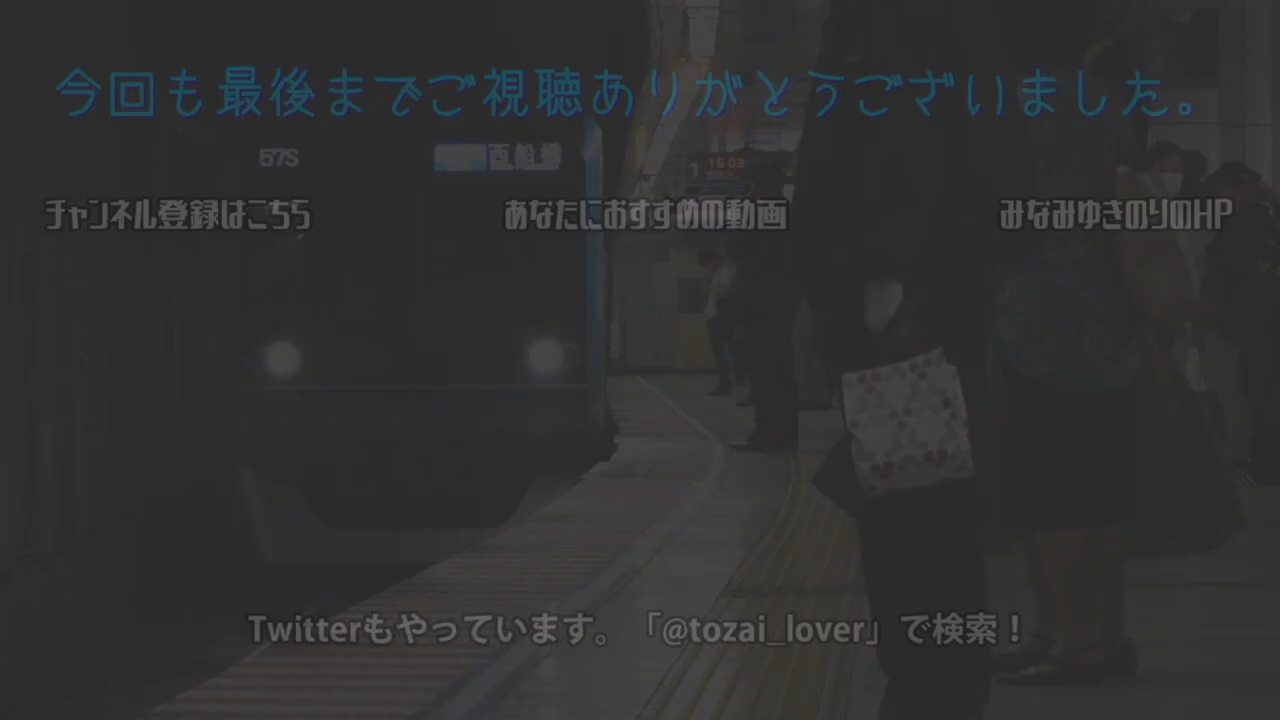 今回も最後までご視聴ありがとうございました。
57S
西船橋
1 16:03
チャンネル登録はこちら
あなたにおすすめの動画
みなみゆきのりのHP
Twitterもやっています。「@tozai_lover」で検索！